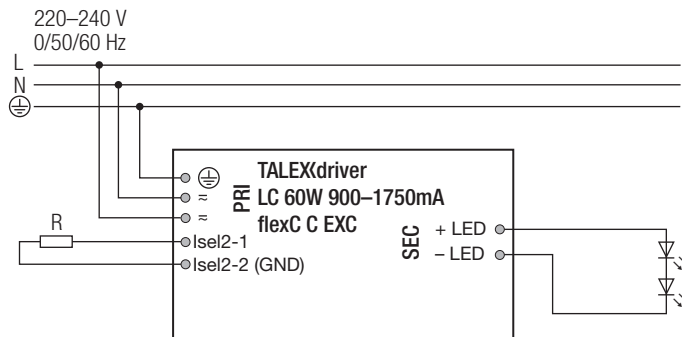 220–240 V
0/50/60 Hz
L
N
TALEXXdriver
PRI
LC 60W 900–1750mA
≂
flexC C EXC
≂
R
Isel2-1
Isel2-2 (GND)
SEC
+ LED
– LED